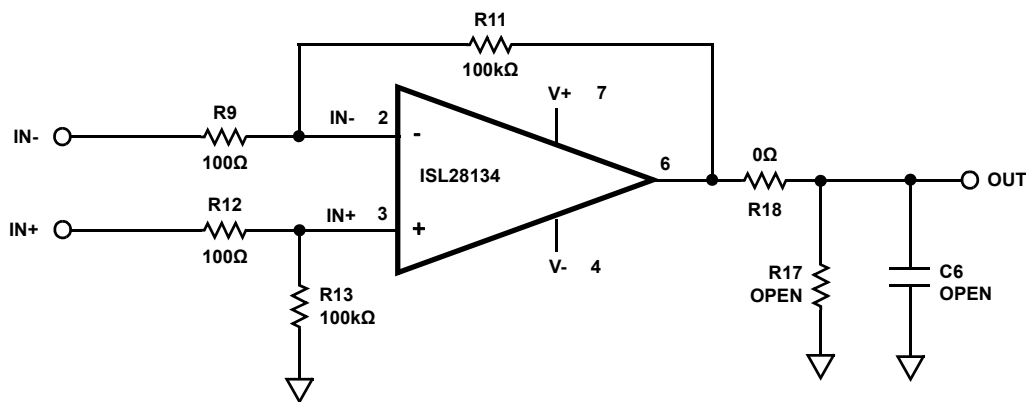 R11
100kΩ
V+ 7
R9
IN-
2
IN-
-
100Ω
ISL28134
6
0Ω
OUT
R12
IN+
3
IN+
+
R18
100Ω
V- 4
R13
100kΩ
R17
OPEN
C6
OPEN